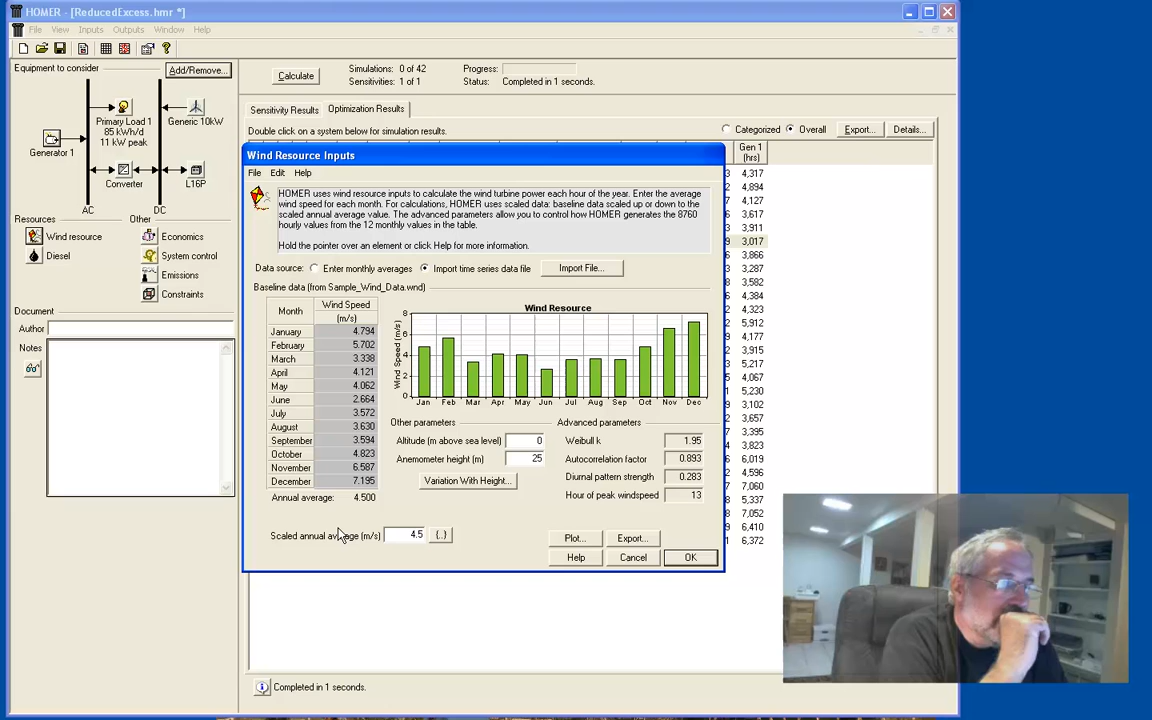 HOMER - [ReducedExcess.hmr *]
File View Inputs Outputs Window Help
Equipment to consider
Add/Remove...
Calculate
Simulations: 0 of 42
Progress:
Sensitivities: 1 of 1
Status: Completed in 1 seconds.
Sensitivity Results
Optimization Results
Double click on a system below for simulation results.
Categorized
Overall
Export...
Details...
Primary Load 1
85 kWh/d
11 kW peak
Generic 10kW
Generator 1
Converter
L16P
AC
DC
Resources
Other
Wind resource
Economics
Diesel
System control
Emissions
Constraints
Document
Author
Notes
Wind Resource Inputs
File Edit Help
HOMER uses wind resource inputs to calculate the wind turbine power each hour of the year. Enter the average
wind speed for each month. For calculations, HOMER uses scaled data: baseline data scaled up or down to the
scaled annual average value. The advanced parameters allow you to control how HOMER generates the 8760
hourly values from the 12 monthly values in the table.
Hold the pointer over an element or click Help for more information.
Data source:
Enter monthly averages
Import time series data file
Import File...
Baseline data (from Sample_Wind_Data.wnd)
Month
Wind Speed
(m/s)
January 4.794
February 5.702
March 3.338
April 4.121
May 4.062
June 2.664
July 3.572
August 3.630
September 3.594
October 4.823
November 6.587
December 7.195
Annual average: 4.500
Wind Resource
Wind Speed (m/s)
8
4
2
0
Jan Feb Mar Apr May Jun Jul Aug Sep Oct Nov Dec
Other parameters
Altitude (m above sea level) 0
Anemometer height (m) 25
Variation With Height...
Advanced parameters
Weibull k 1.95
Autocorrelation factor 0.893
Diurnal pattern strength 0.283
Hour of peak windspeed 13
Scaled annual average (m/s) 4.5
{..}
Plot...
Export...
Help
Cancel
OK
Gen 1
(hrs)
4,317
4,894
4,127
3,617
3,911
3,017
3,866
3,287
3,582
4,384
4,323
5,912
4,177
3,915
5,217
4,067
5,230
3,102
3,657
3,395
3,823
6,019
4,596
7,060
5,337
7,052
6,410
6,372
Completed in 1 seconds.